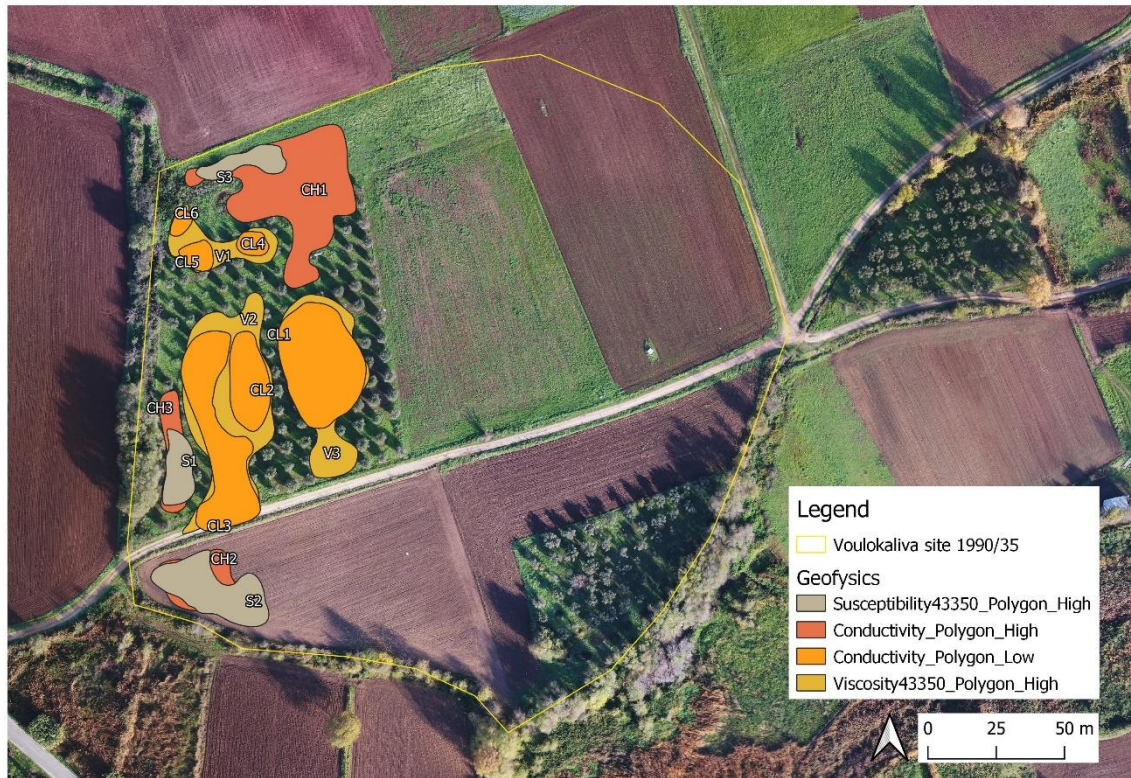 S3
CH1
CL6
CL4
CL5
V1
V2
CL1
CL2
CH3
S1
V3
CL3
CH2
S2
Legend
Voulokaliva site 1990/35
Geofysics
Susceptibility43350_Polygon_High
Conductivity_Polygon_High
Conductivity_Polygon_Low
Viscosity43350_Polygon_High
0 25 50 m